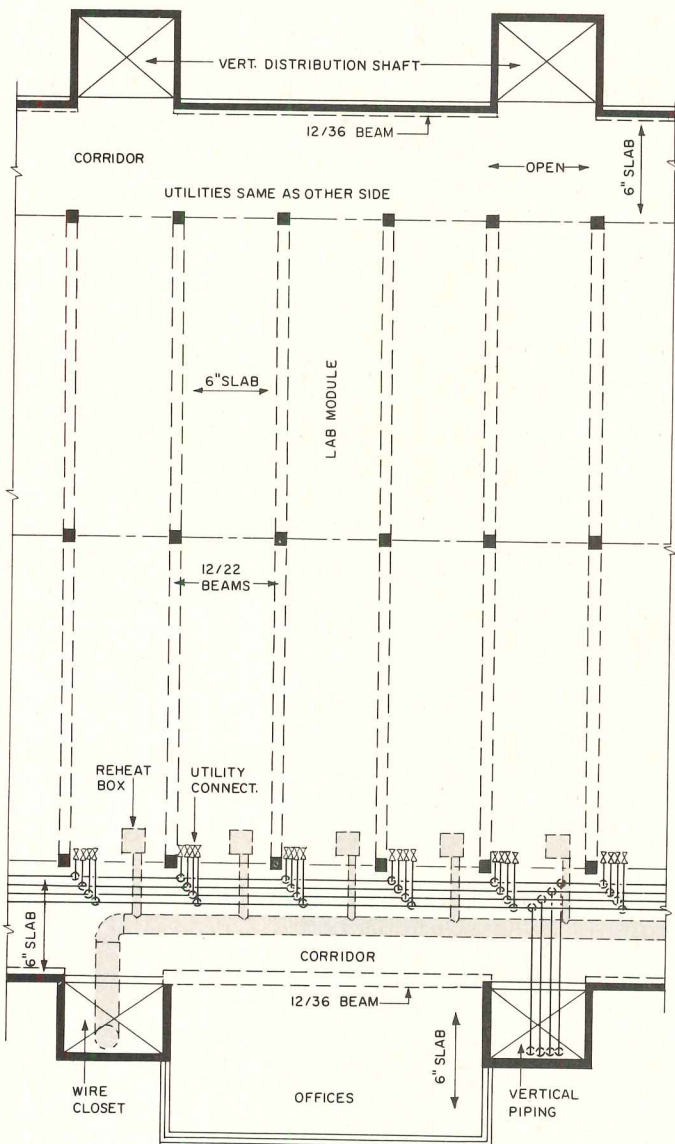 VERT. DISTRIBUTION SHAFT
12/36 BEAM
CORRIDOR
OPEN
6" SLAB
UTILITIES SAME AS OTHER SIDE
6" SLAB
LAB MODULE
12/22
BEAMS
REHEAT
BOX
UTILITY
CONNECT.
6" SLAB
CORRIDOR
12/36 BEAM
6" SLAB
WIRE
CLOSET
OFFICES
VERTICAL
PIPING